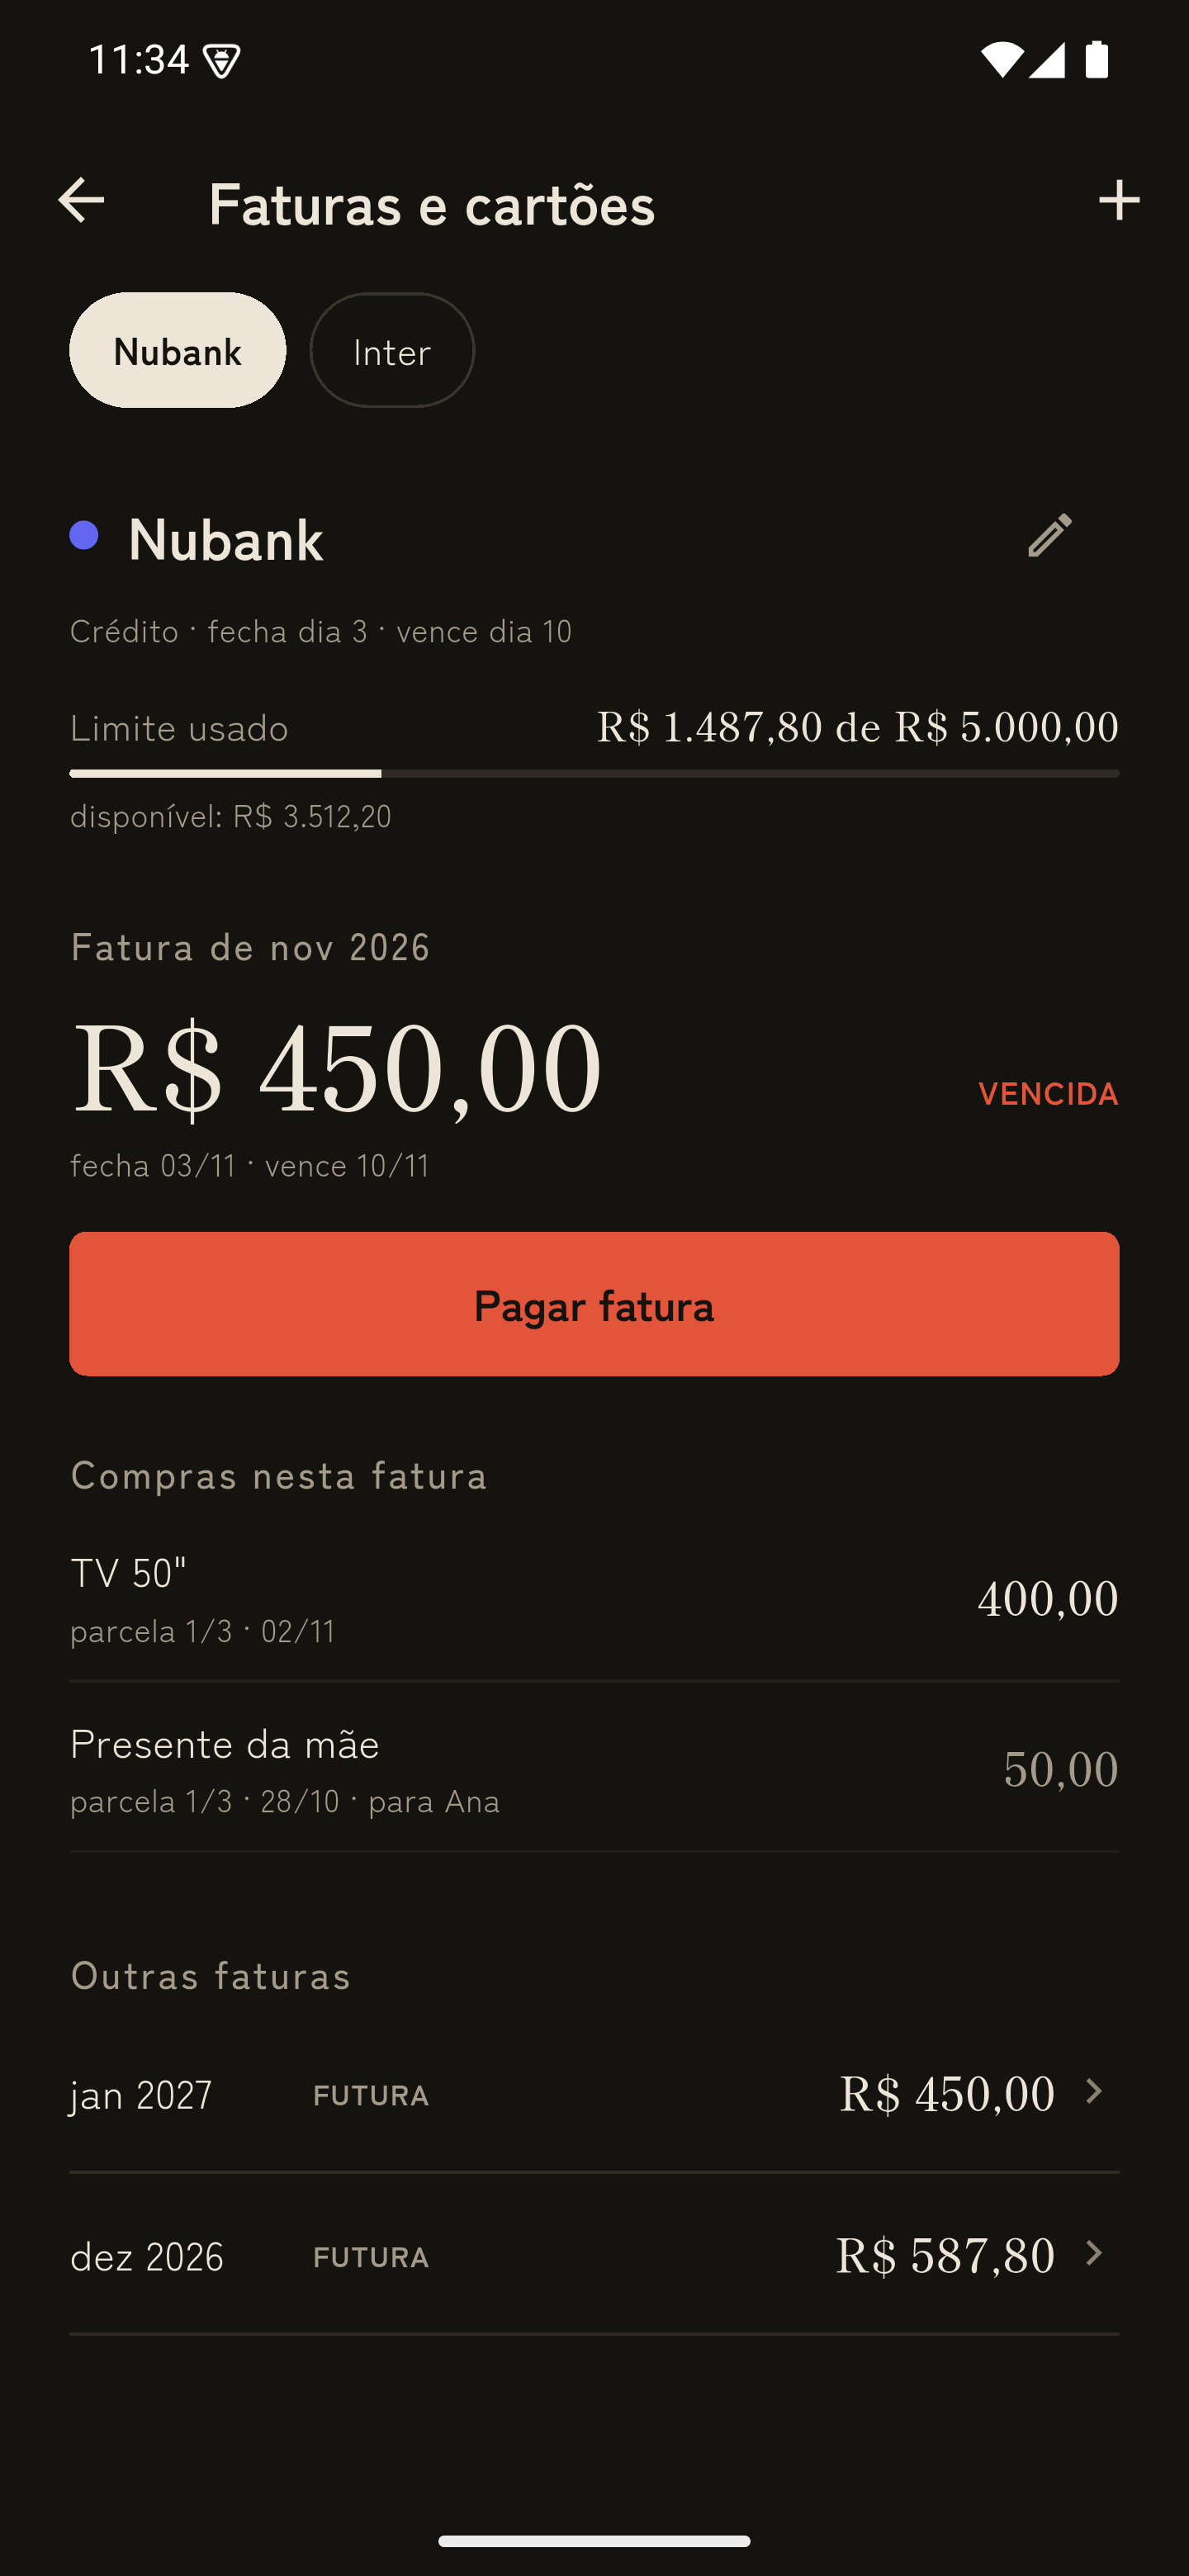 11:34
Faturas e cartões
Nubank
Inter
Nubank
Crédito · fecha dia 3 · vence dia 10
Limite usado
R$ 1.487,80 de R$ 5.000,00
disponível: R$ 3.512,20
Fatura de nov 2026
R$ 450,00
VENCIDA
fecha 03/11 · vence 10/11
Pagar fatura
Compras nesta fatura
TV 50"
400,00
parcela 1/3 · 02/11
Presente da mãe
50,00
parcela 1/3 · 28/10 · para Ana
Outras faturas
jan 2027 FUTURA R$ 450,00
dez 2026 FUTURA R$ 587,80